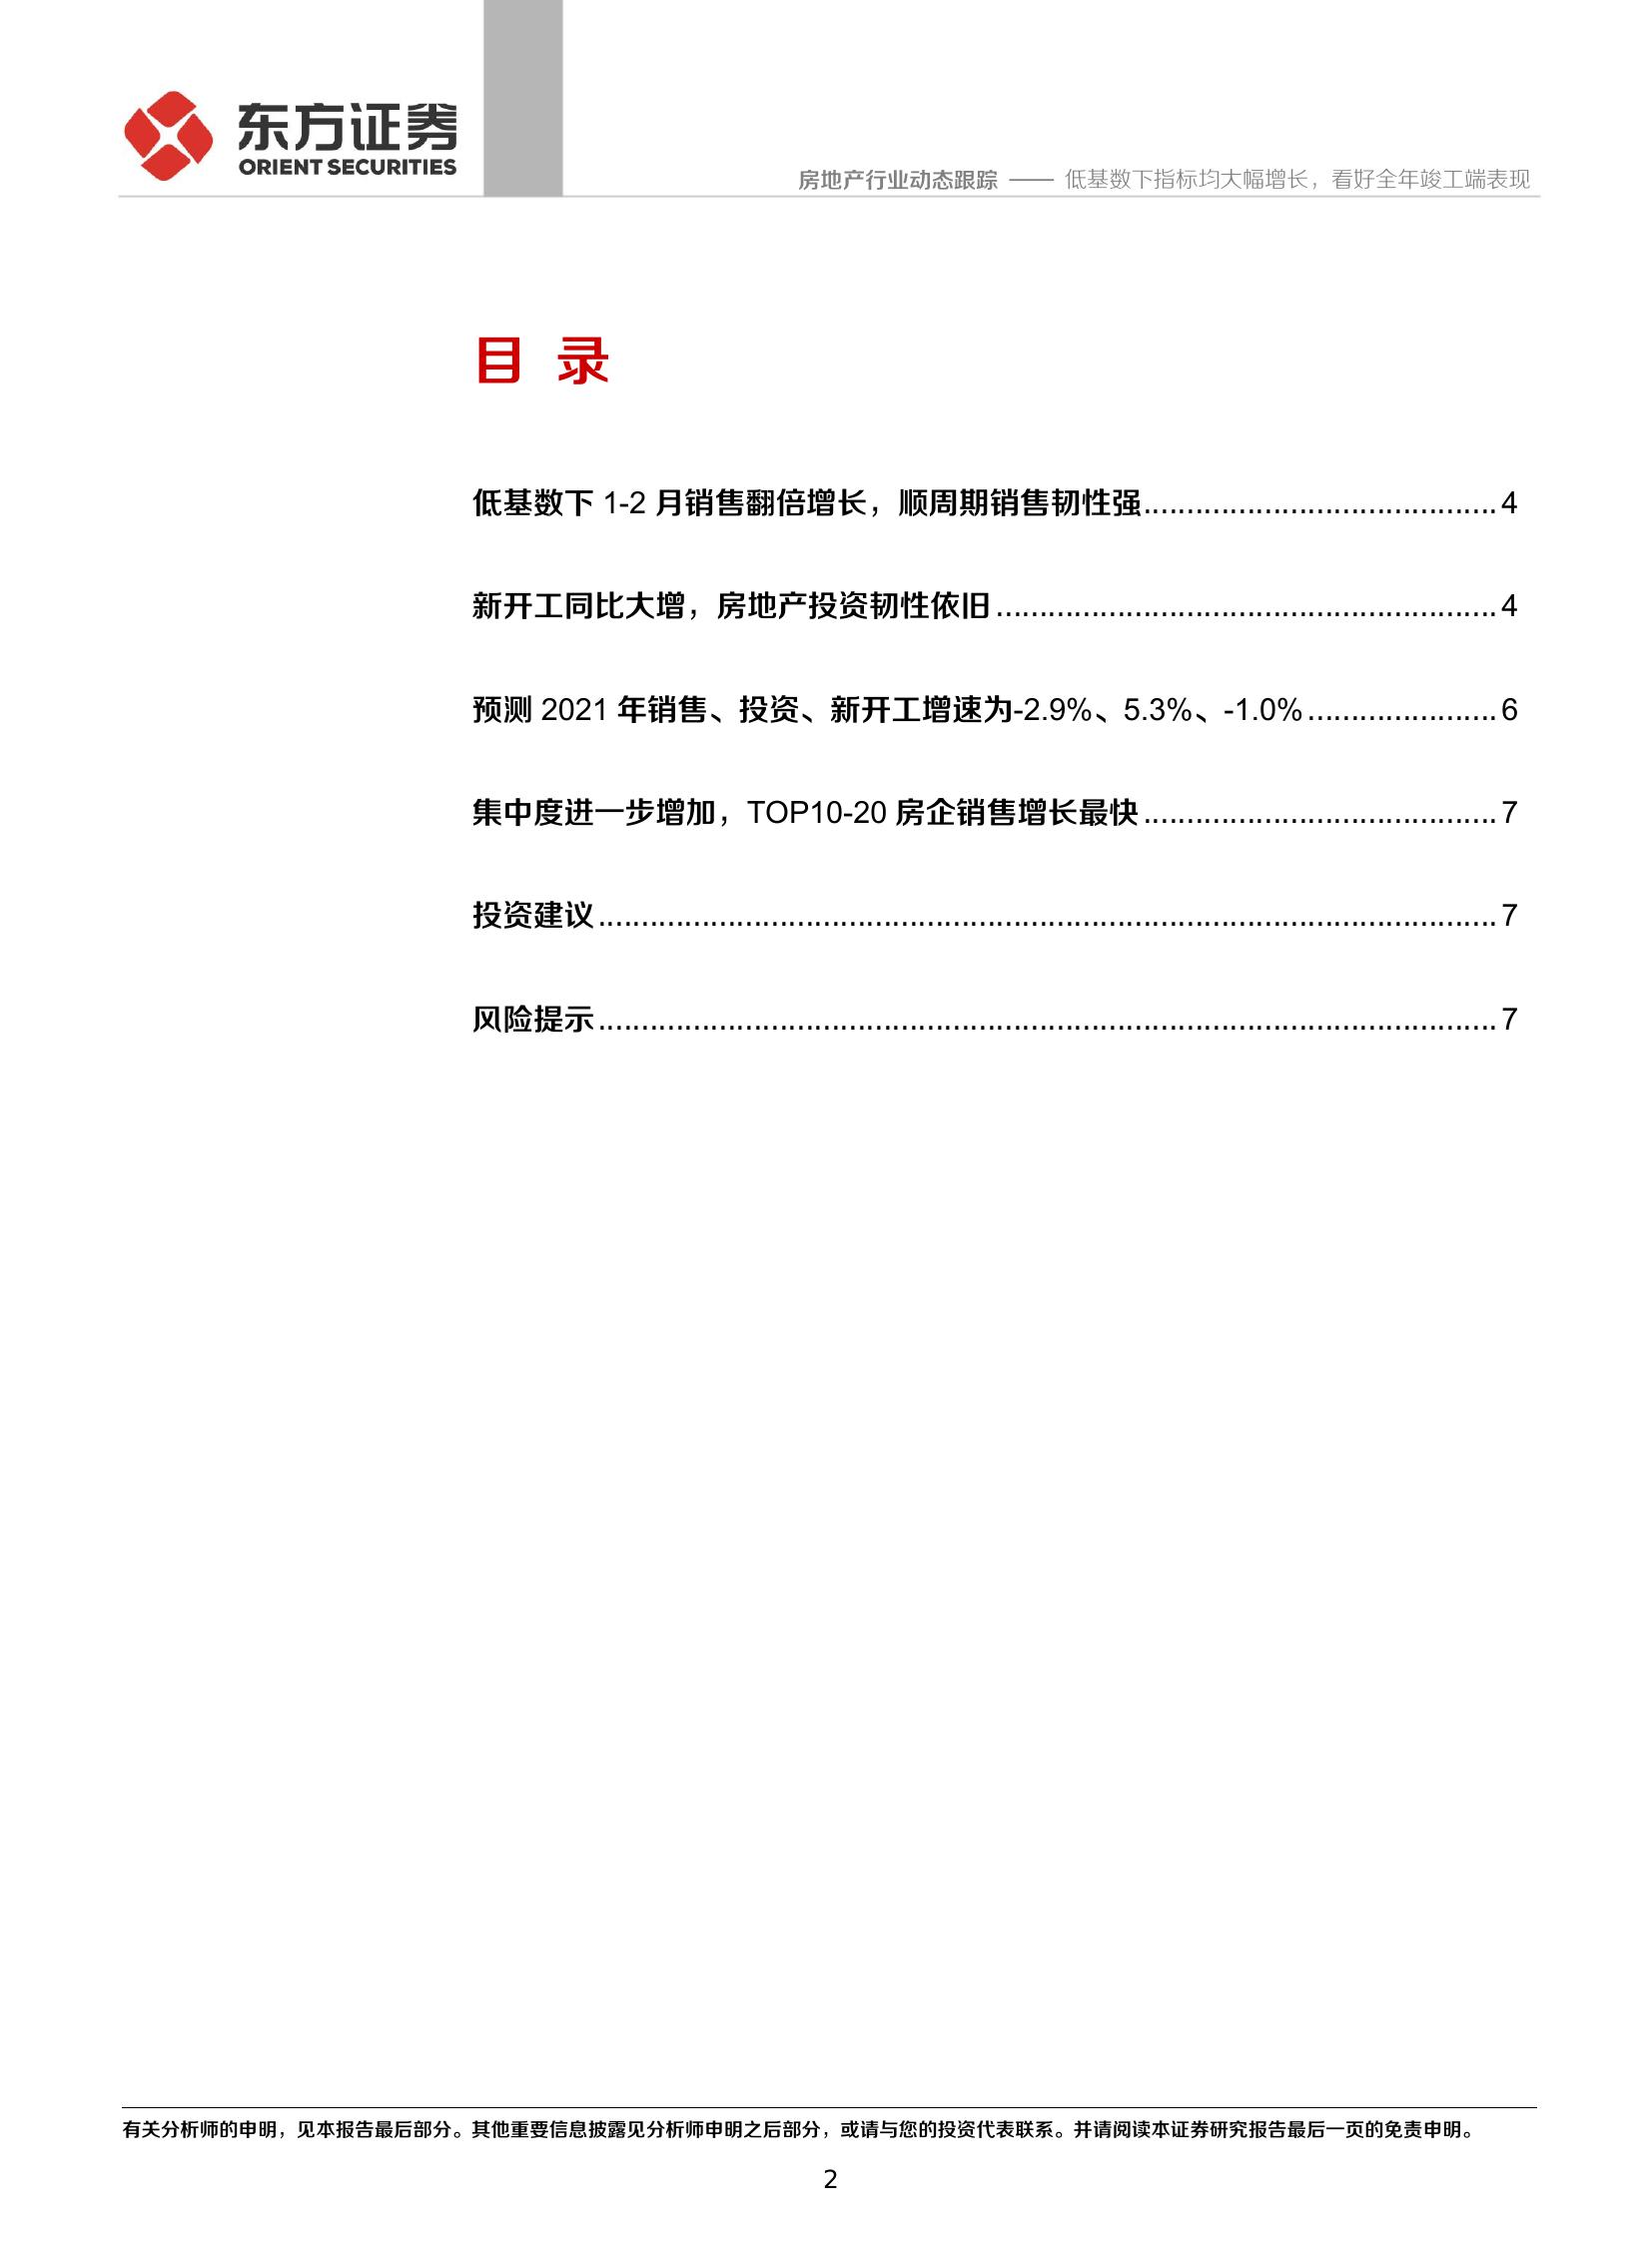 东方证券
ORIENT SECURITIES
房地产行业动态跟踪 —— 低基数下指标均大幅增长，看好全年竣工端表现
目 录
低基数下 1-2 月销售翻倍增长，顺周期销售韧性强.........................................4
新开工同比大增，房地产投资韧性依旧..........................................................4
预测 2021 年销售、投资、新开工增速为-2.9%、5.3%、-1.0%......................6
集中度进一步增加，TOP10-20 房企销售增长最快.........................................7
投资建议........................................................................................................7
风险提示........................................................................................................7
有关分析师的申明，见本报告最后部分。其他重要信息披露见分析师申明之后部分，或请与您的投资代表联系。并请阅读本证券研究报告最后一页的免责申明。
2